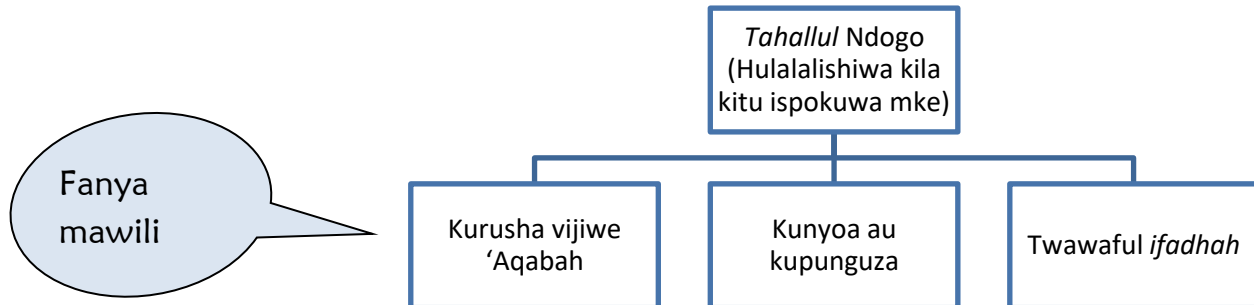 Tahallul Ndogo
(Hulalalishiwa kila
kitu ispokuwa mke)
Fanya
mawili
Kurusha vijiwe
‘Aqabah
Kunyoa au
kupunguza
Twawaful ifadhah